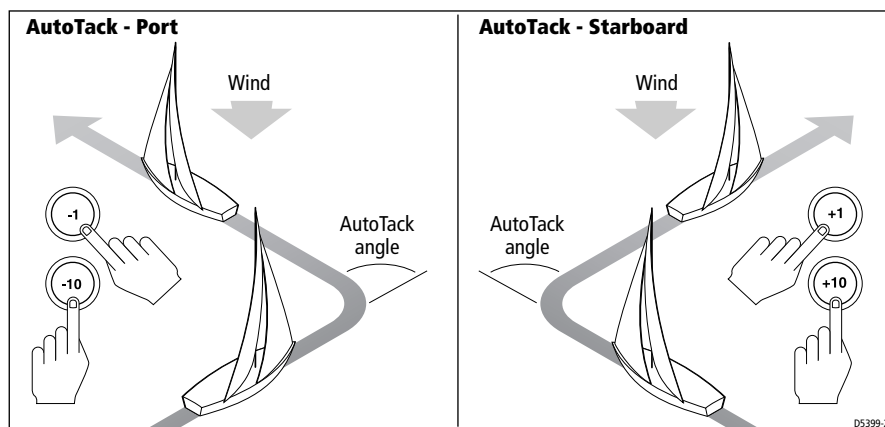 AutoTack - Port
Wind
-1
AutoTack
angle
-10
AutoTack - Starboard
Wind
+1
AutoTack
angle
+10